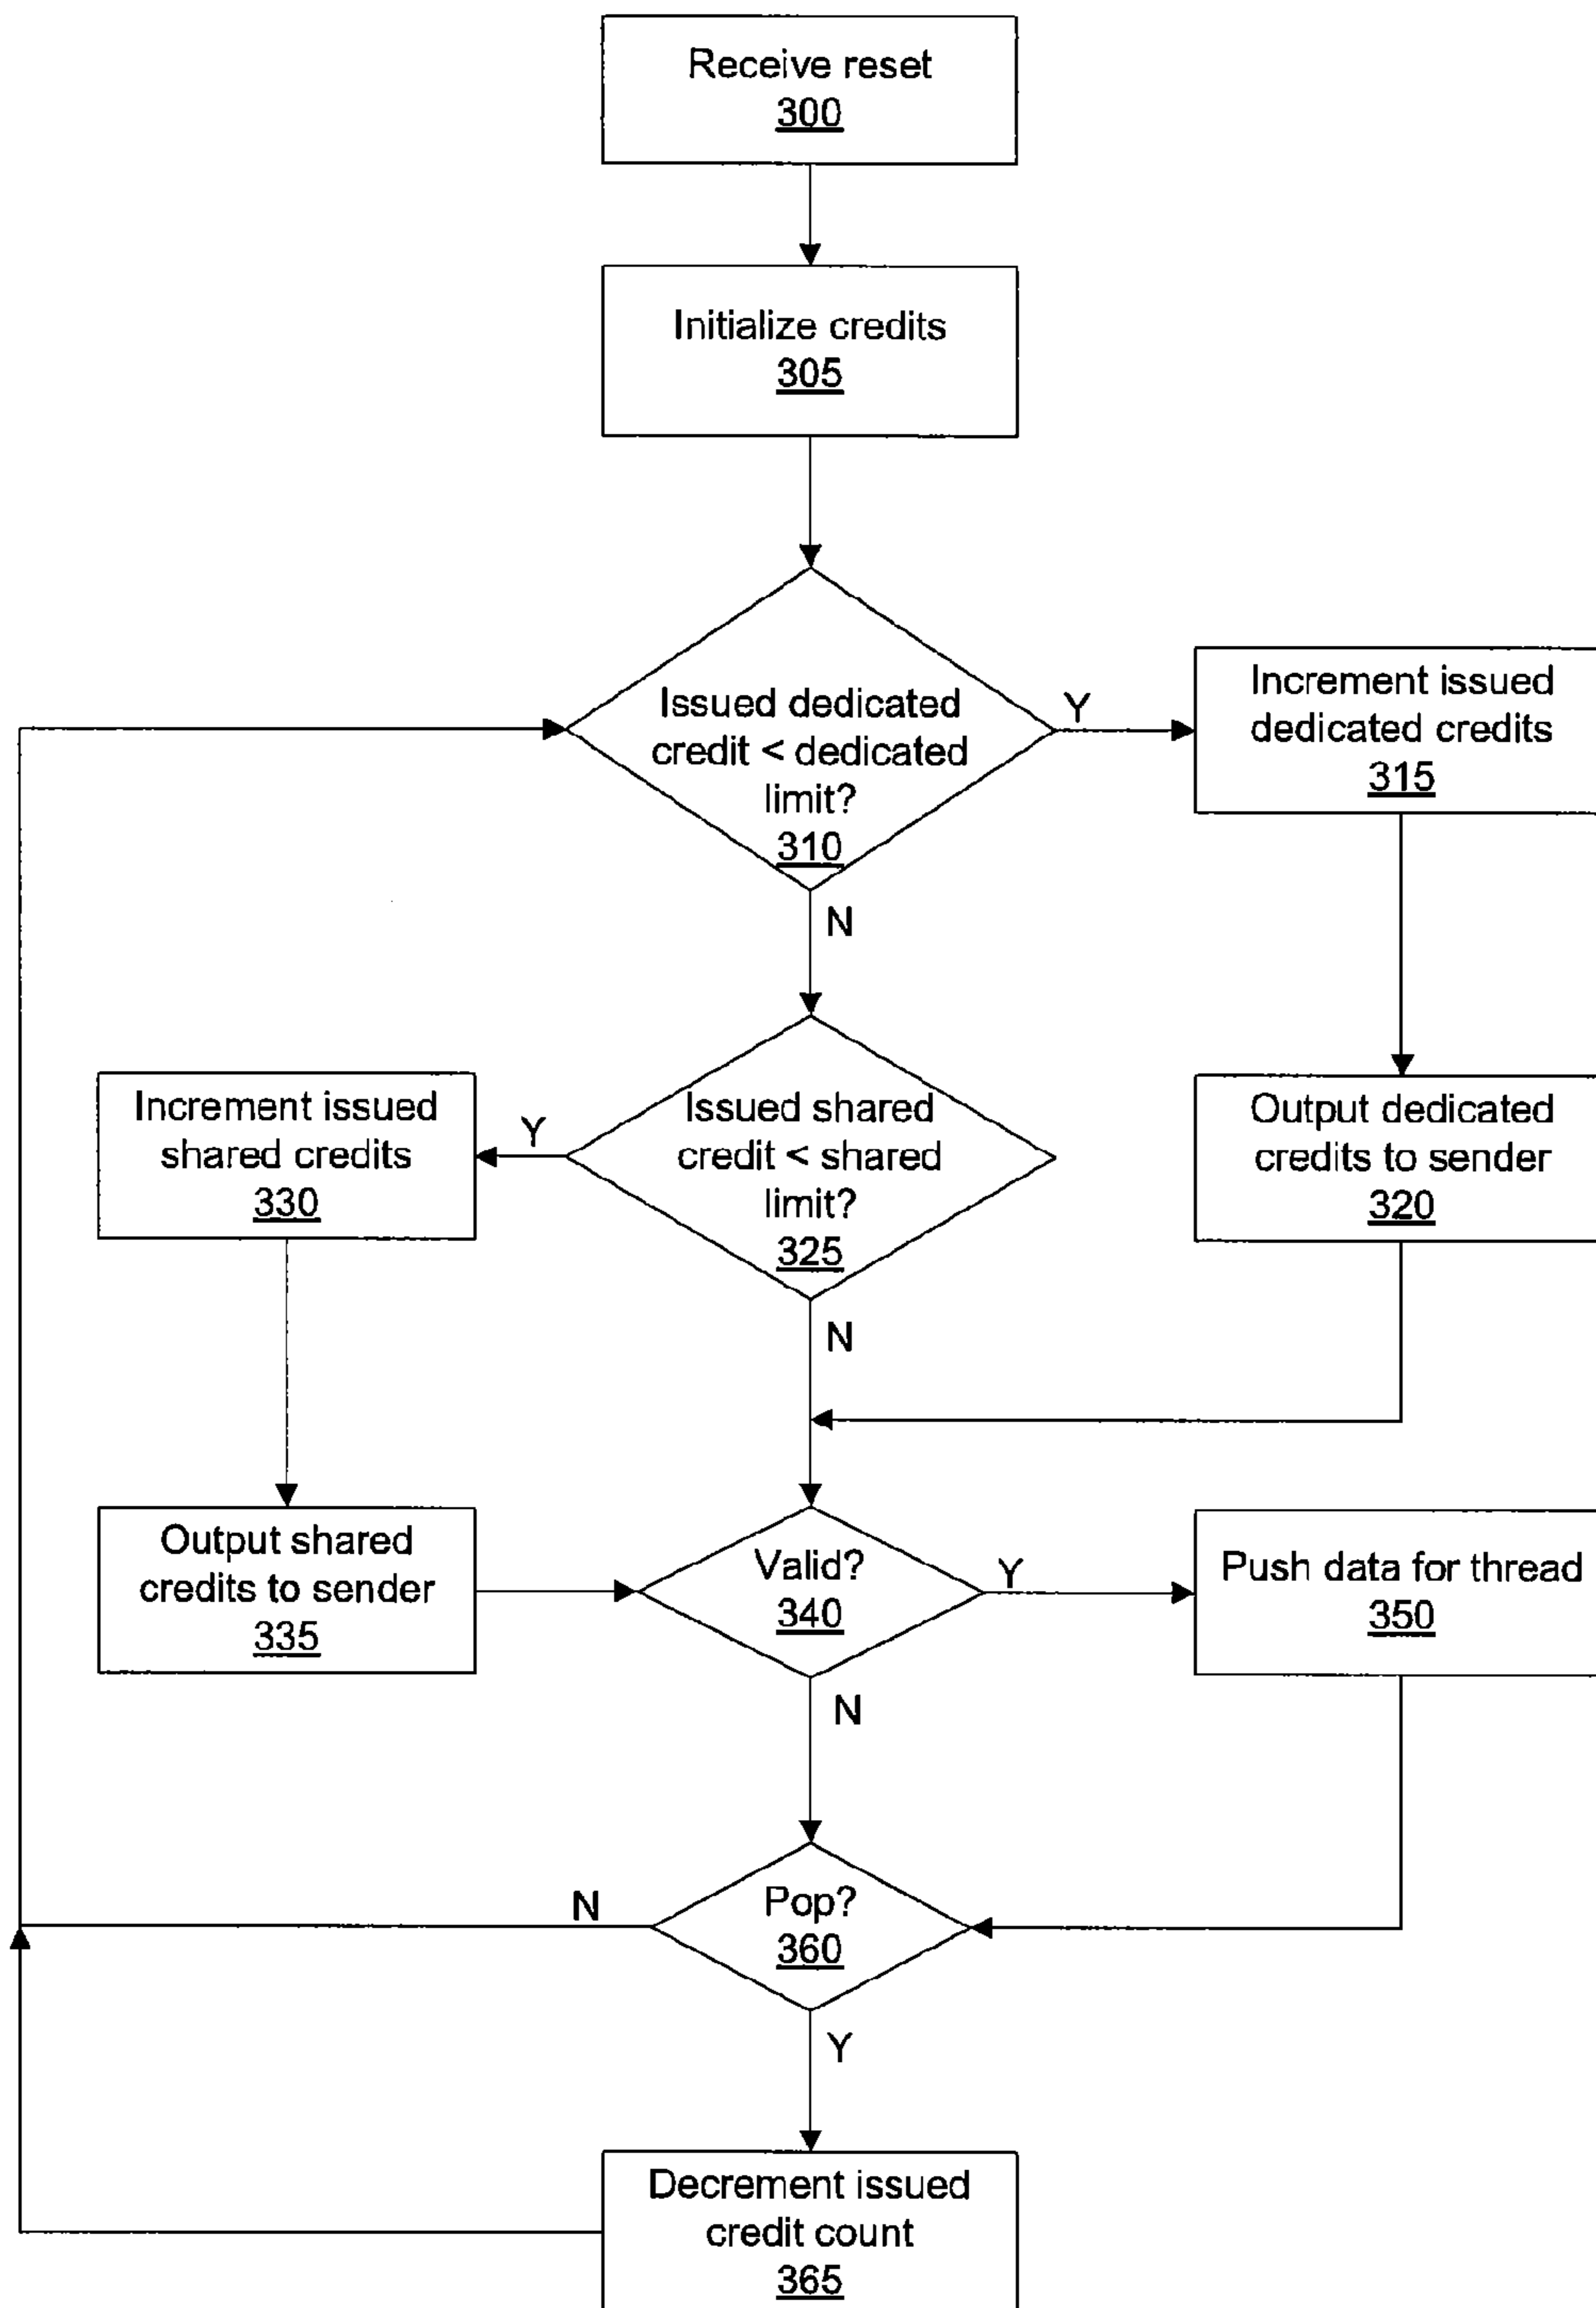 Receive reset
300
Initialize credits
305
Issued dedicated
credit < dedicated
limit?
310
Y
Increment issued
dedicated credits
315
N
Increment issued
shared credits
330
Y
Issued shared
credit < shared
limit?
325
Output dedicated
credits to sender
320
N
Output shared
credits to sender
335
Valid?
340
Y
Push data for thread
350
N
N
Pop?
360
Y
Decrement issued
credit count
365